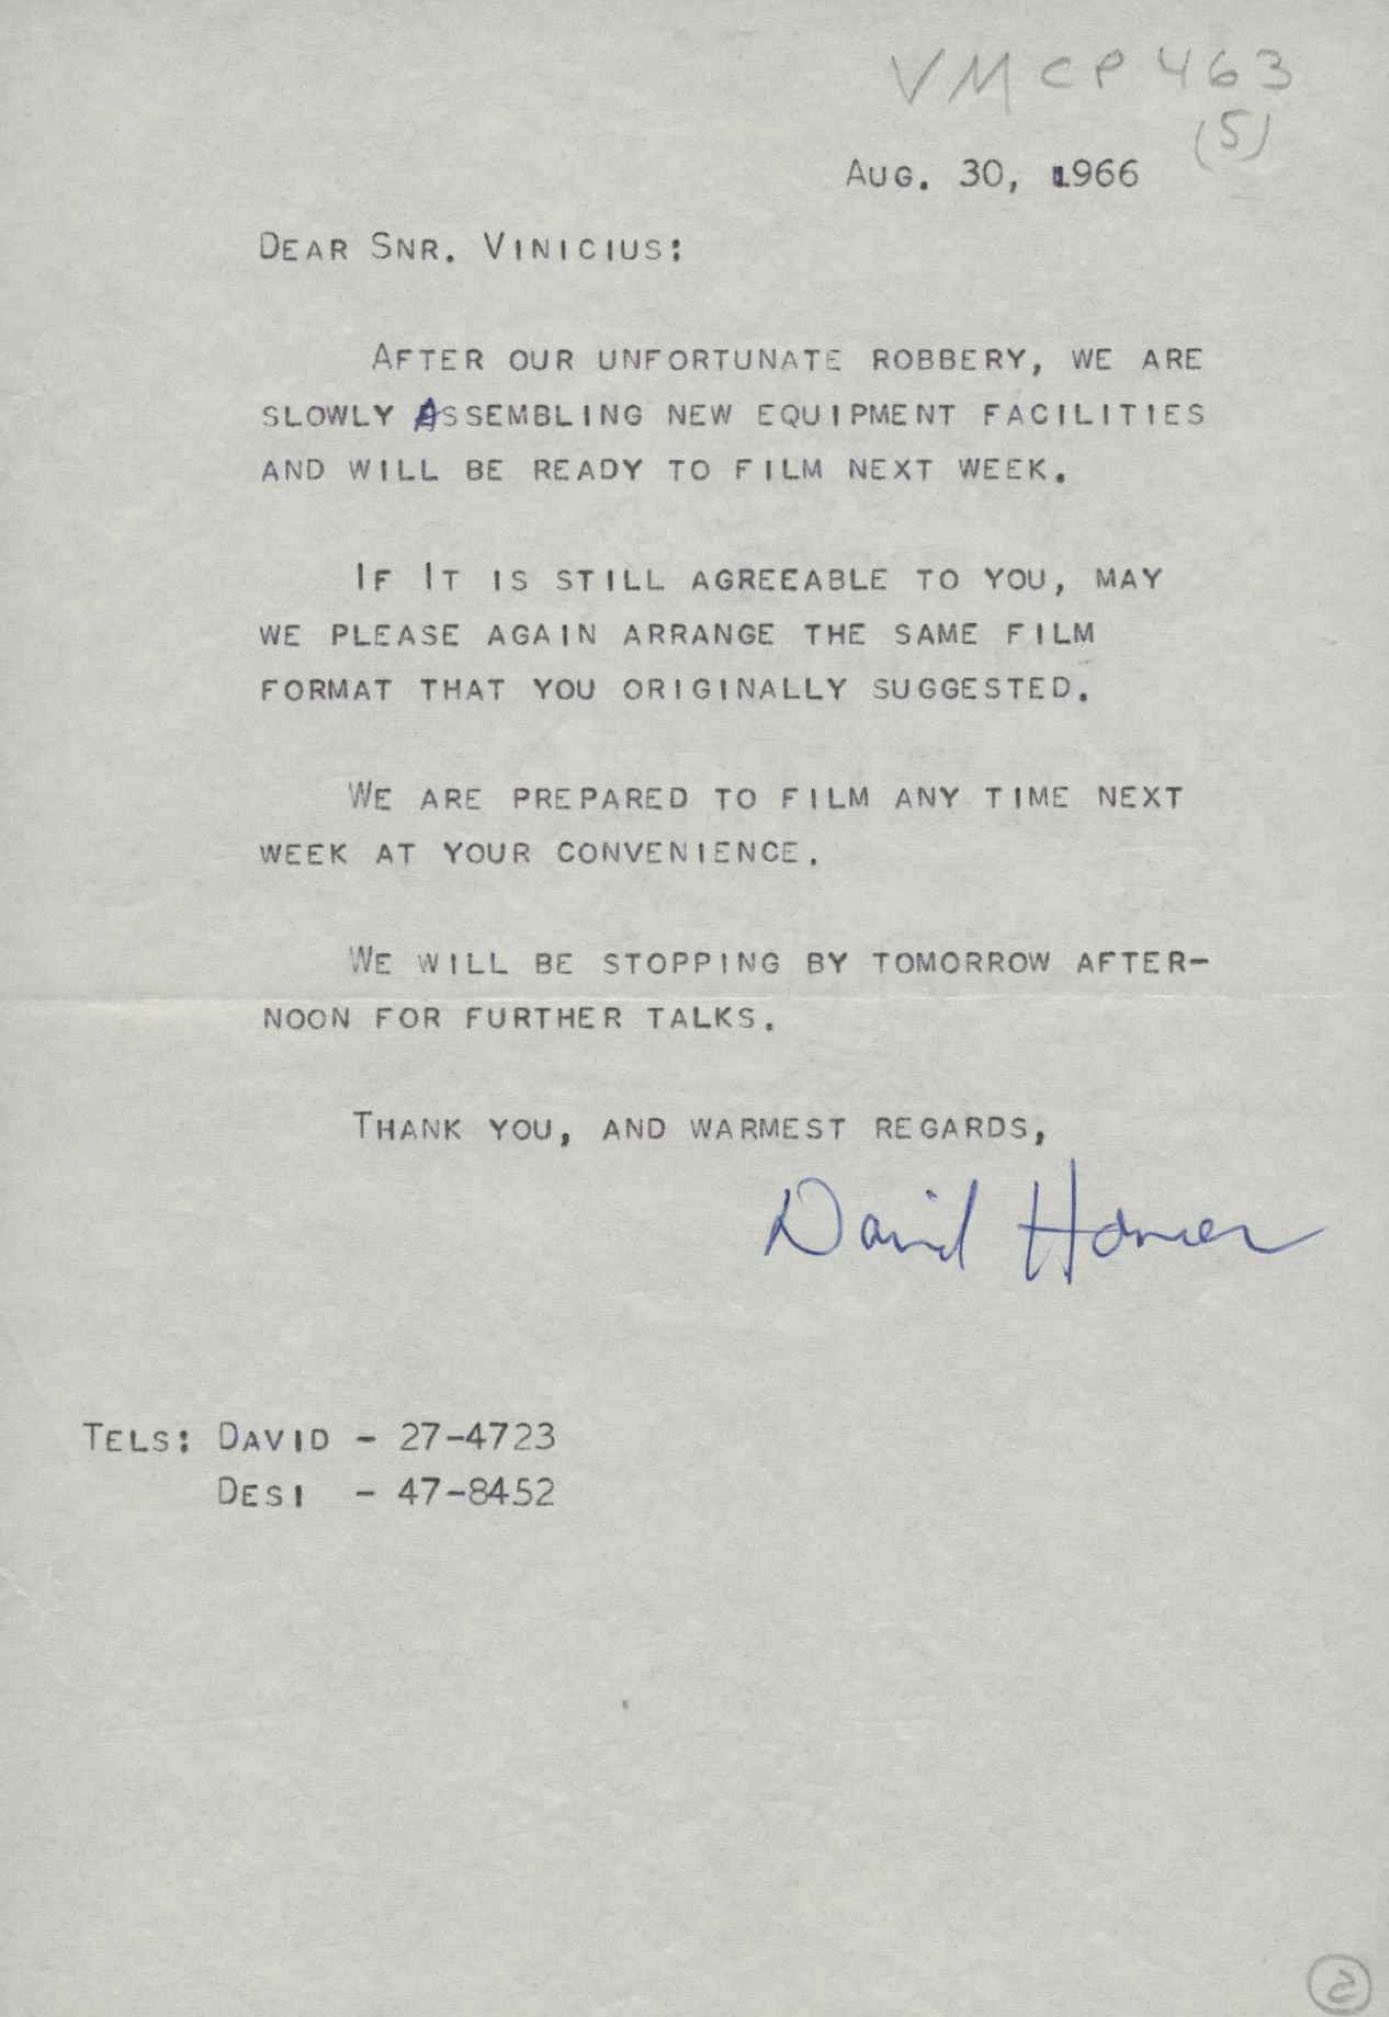 VMCP 463
(5)
Aug. 30, 1966
Dear Snr. Vinicius:
After our unfortunate robbery, we are
slowly assembling new equipment facilities
and will be ready to film next week.
If It is still agreeable to you, may
we please again arrange the same film
format that you originally suggested.
We are prepared to film any time next
week at your convenience.
We will be stopping by tomorrow after-
noon for further talks.
Thank you, and warmest regards,
David
Tels: David - 27-4723
Desi - 47-8452
2